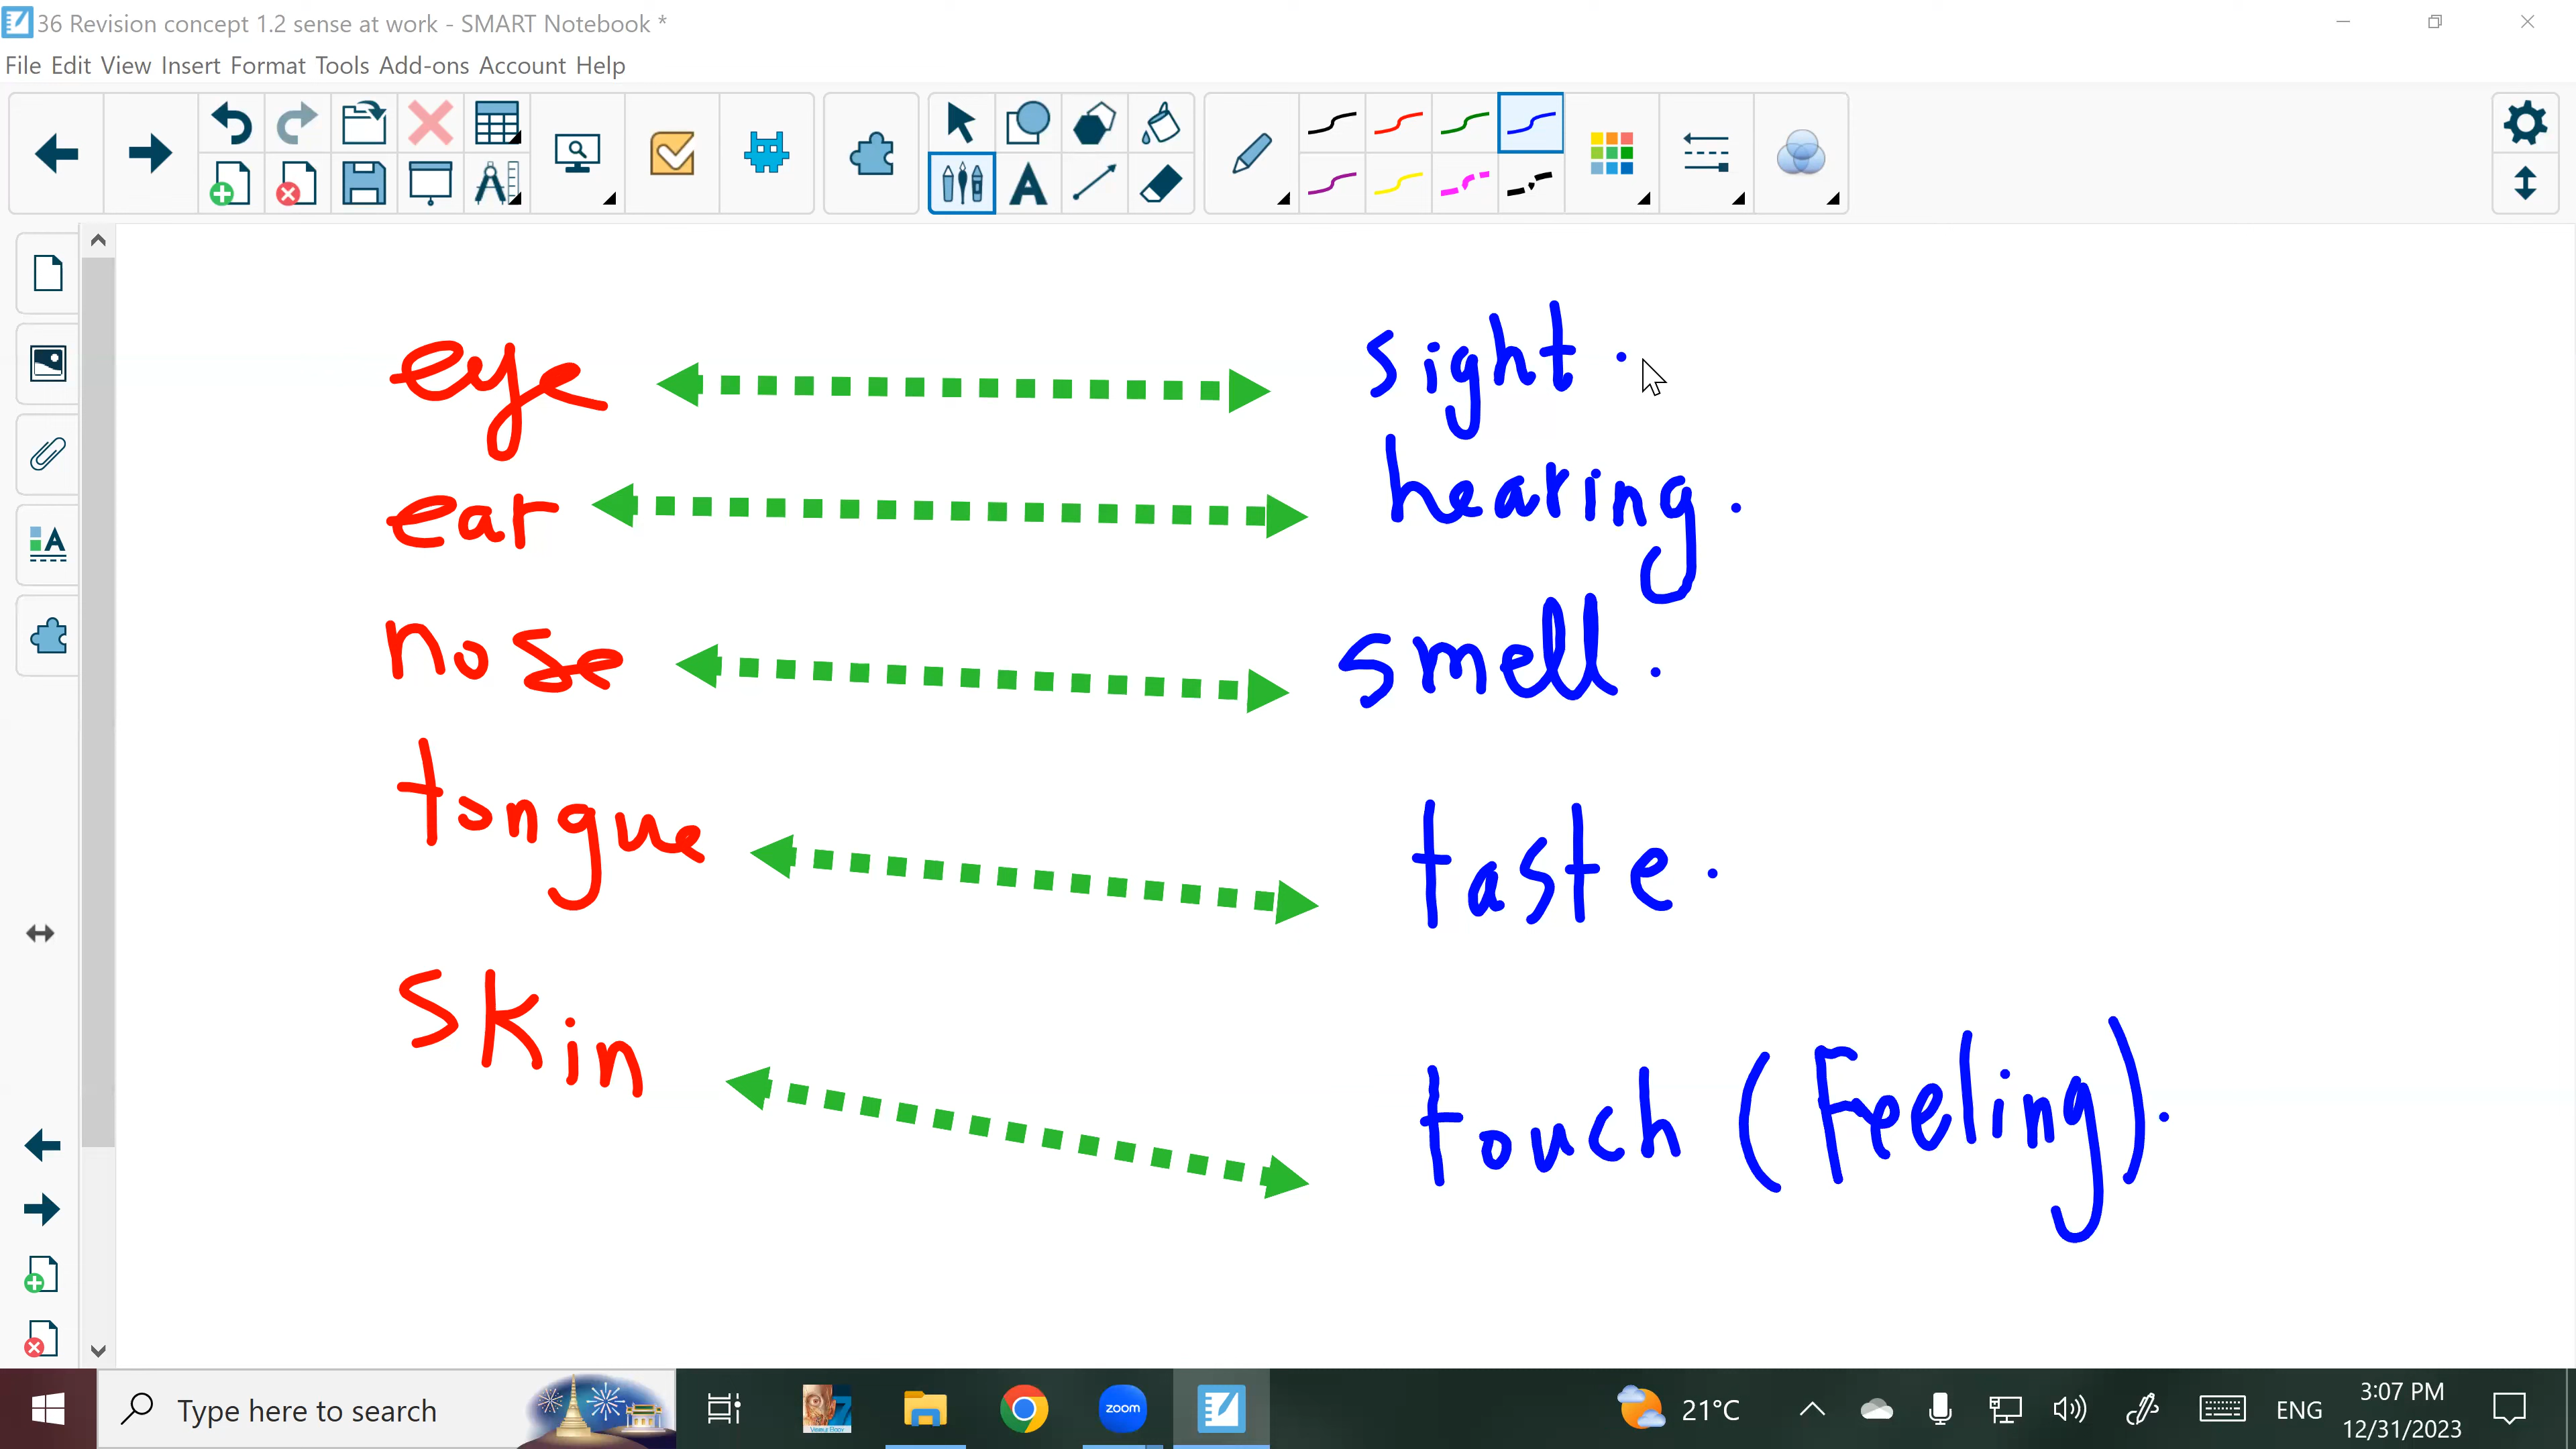 36 Revision concept 1.2 sense at work - SMART Notebook *
File Edit View Insert Format Tools Add-ons Account Help
eye sight .
ear hearing .
nose smell .
tongue taste .
skin touch (Feeling) .
Type here to search
zoom
21°C
ENG
3:07 PM
12/31/2023